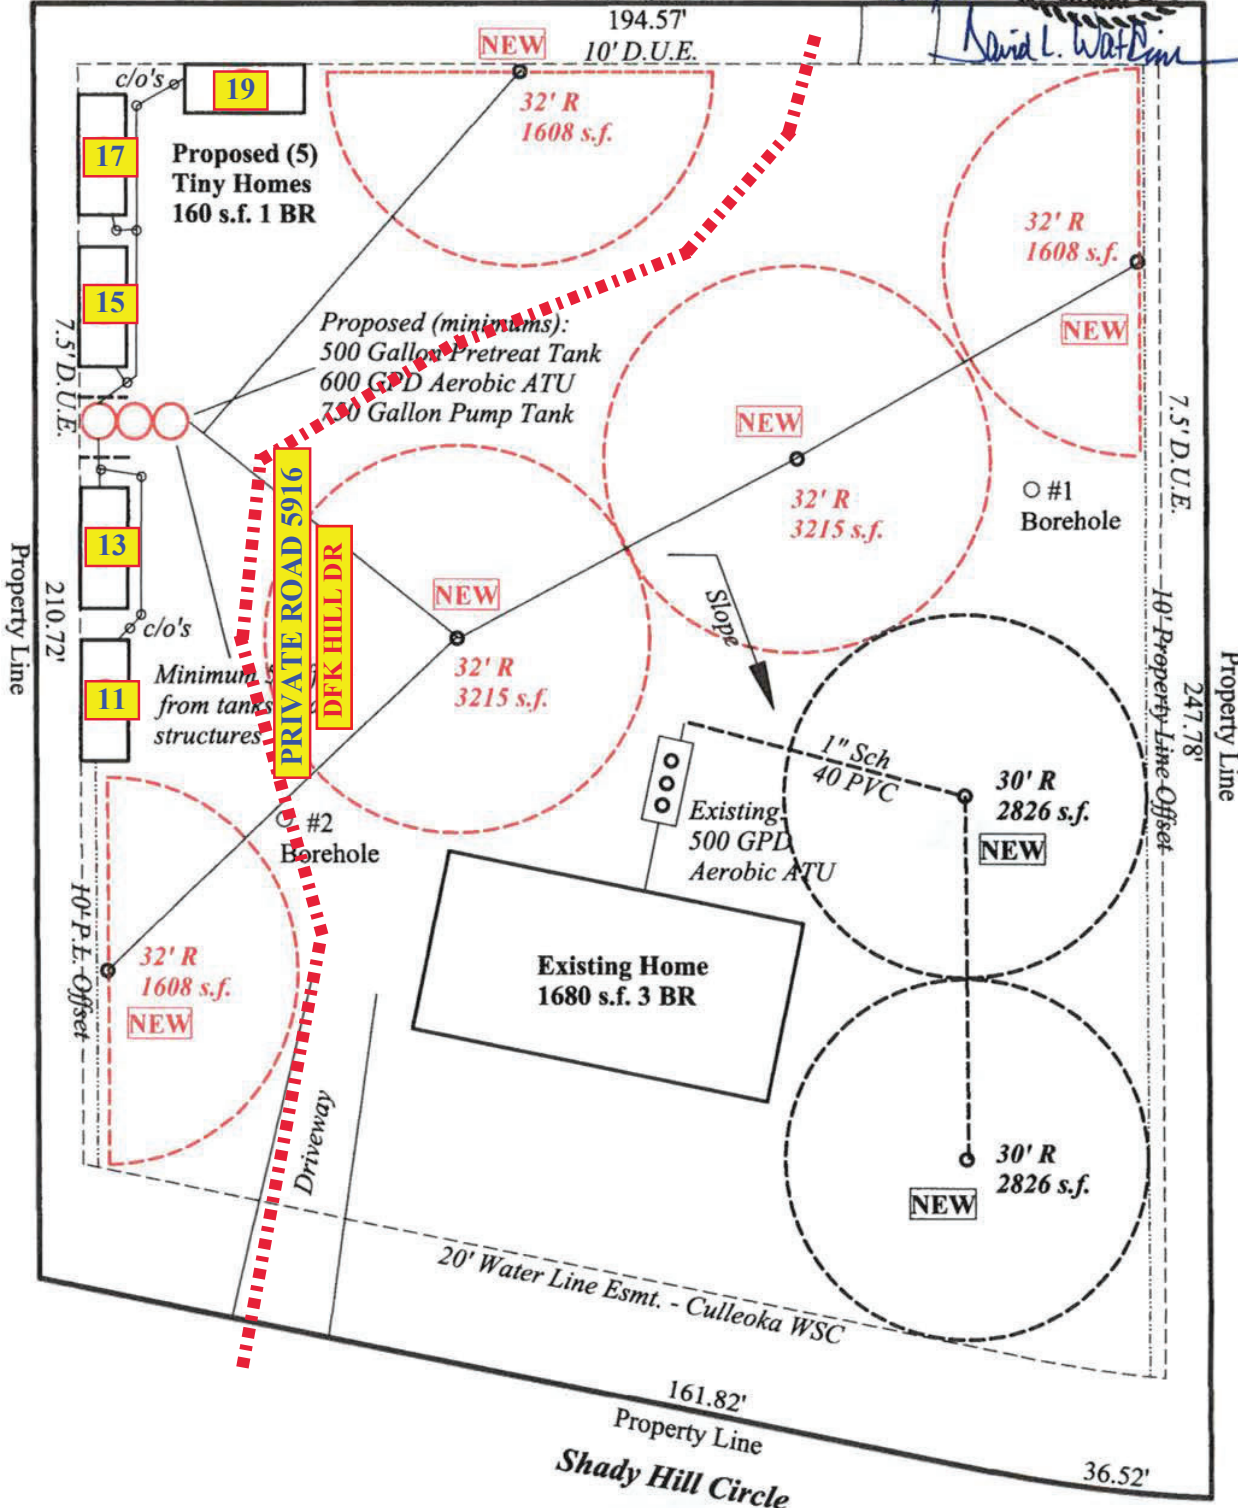 194.57'
10' D.U.E.
David L. Watkins
NEW
c/o's
19
17
32' R
1608 s.f.
Proposed (5)
Tiny Homes
160 s.f. 1 BR
32' R
1608 s.f.
NEW
15
7.5' D.U.E.
Proposed (minimums):
500 Gallon Pretreat Tank
600 GPD Aerobic ATU
750 Gallon Pump Tank
NEW
7.5' D.U.E.
32' R
3215 s.f.
#1
Borehole
PRIVATE ROAD 5916
DFK HILL DR
13
Property Line
210.72'
NEW
Slope
10' Property Line Offset
c/o's
32' R
3215 s.f.
11
Minimum
from tanks
structures
Property Line
247.78'
1" Sch
40 PVC
30' R
2826 s.f.
NEW
Existing
500 GPD
Aerobic ATU
#2
Borehole
10' P.L. Offset
32' R
1608 s.f.
NEW
Existing Home
1680 s.f. 3 BR
Driveway
30' R
2826 s.f.
NEW
20' Water Line Esmt. - Culleoka WSC
161.82'
Property Line
Shady Hill Circle
36.52'